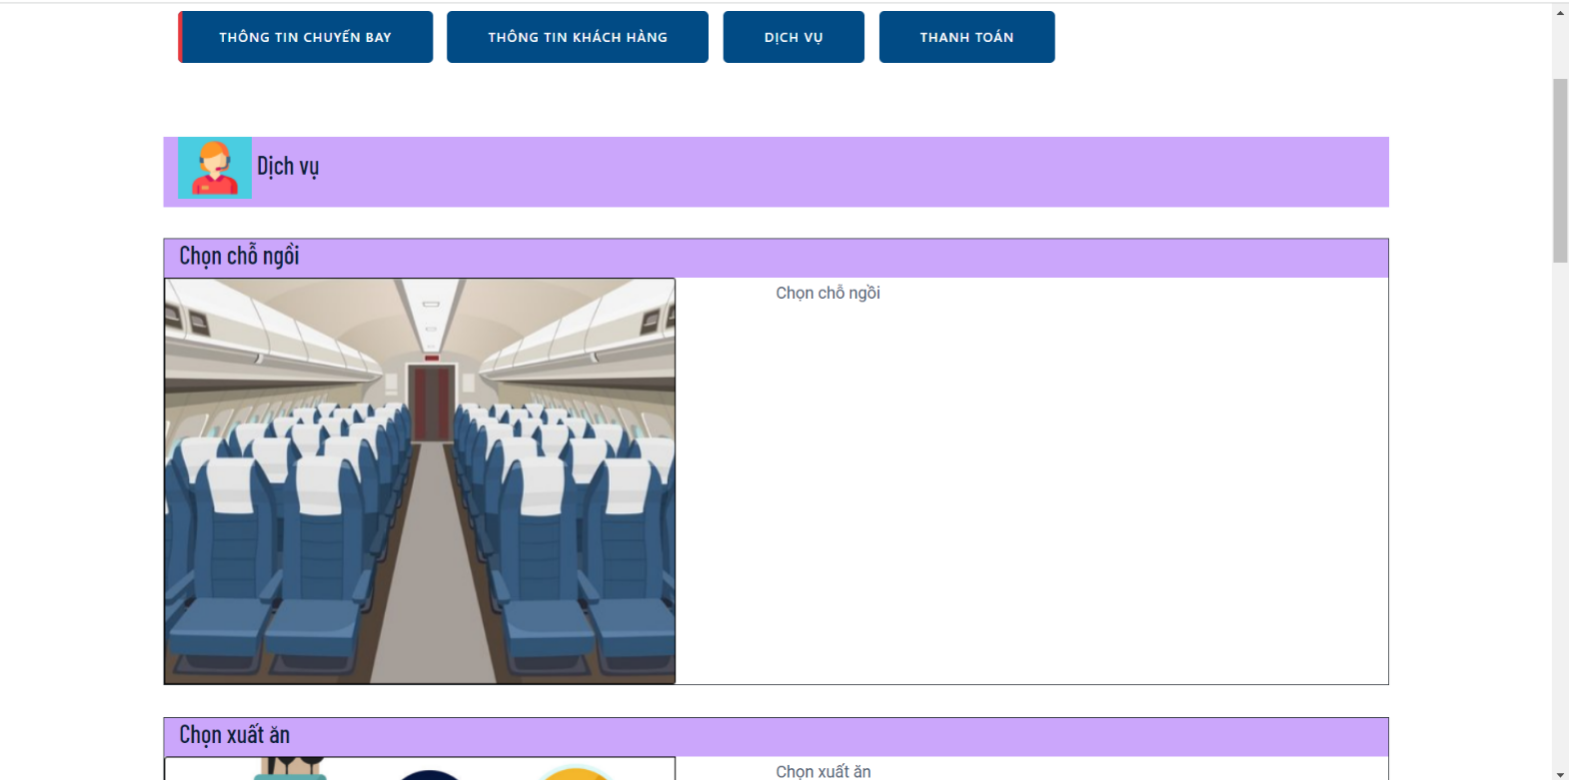 THÔNG TIN CHUYẾN BAY THÔNG TIN KHÁCH HÀNG DỊCH VỤ THANH TOÁN
Dịch vụ
Chọn chỗ ngồi
Chọn chỗ ngồi
Chọn xuất ăn
Chọn xuất ăn